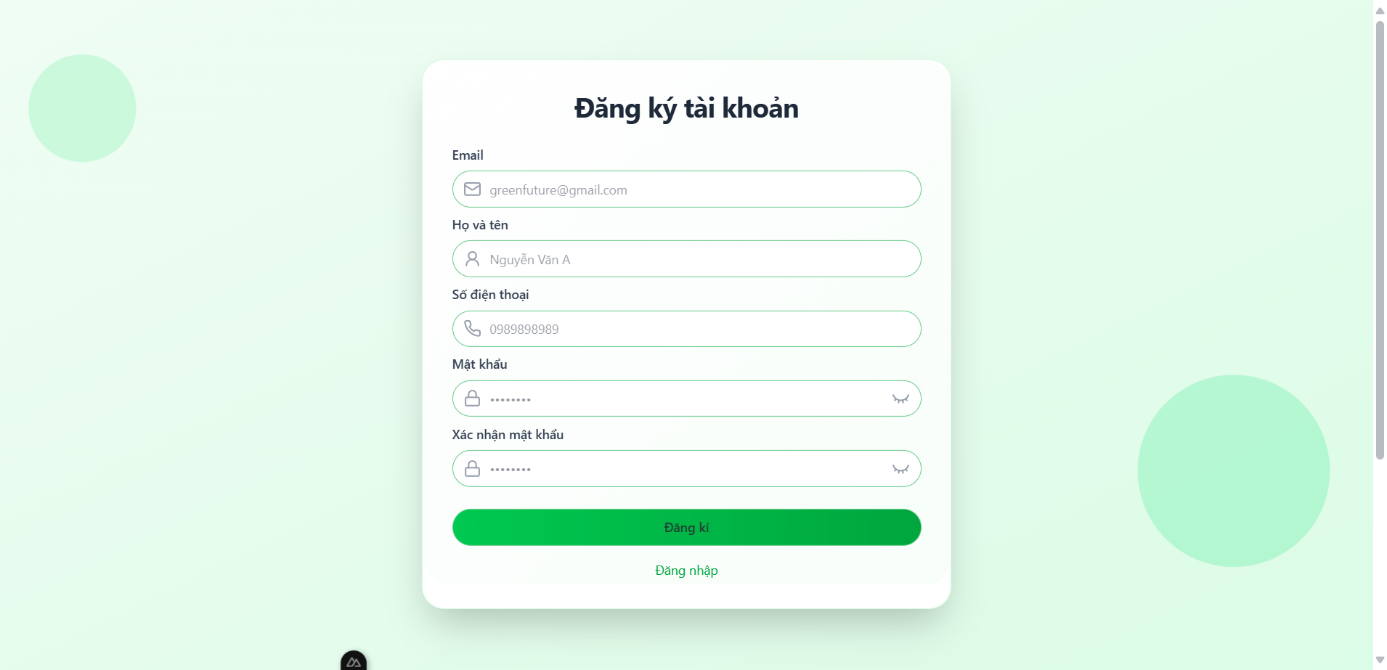 Đăng ký tài khoản
Email
greenfuture@gmail.com
Họ và tên
Nguyễn Văn A
Số điện thoại
0989898989
Mật khẩu
••••••••
Xác nhận mật khẩu
••••••••
Đăng kí
Đăng nhập